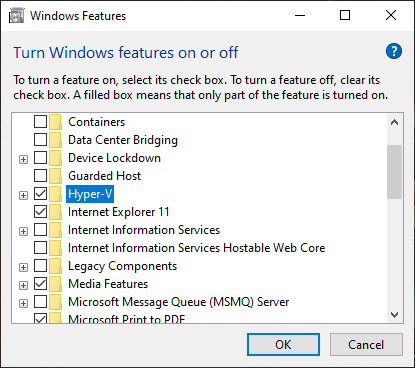 Windows Features
Turn Windows features on or off
?
To turn a feature on, select its check box. To turn a feature off, clear its
check box. A filled box means that only part of the feature is turned on.
Containers
Data Center Bridging
Device Lockdown
Guarded Host
Hyper-V
Internet Explorer 11
Internet Information Services
Internet Information Services Hostable Web Core
Legacy Components
Media Features
Microsoft Message Queue (MSMQ) Server
Microsoft Print to PDF
OK
Cancel